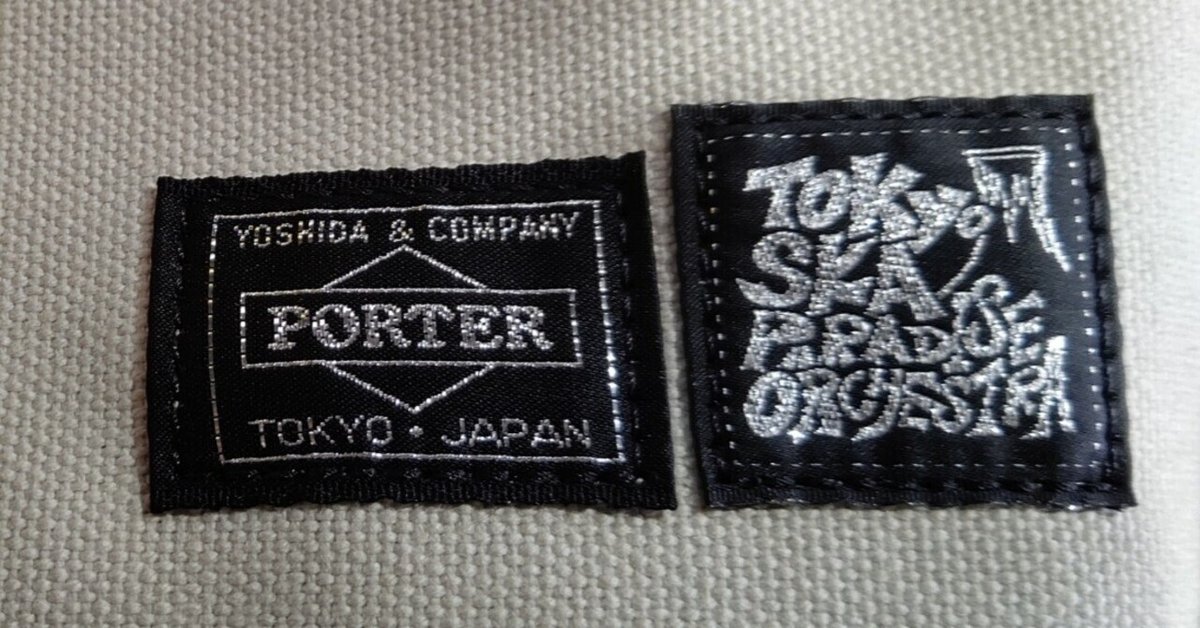 YOSHIDA & COMPANY
PORTER
TOKYO • JAPAN
TOKYO
SKA
PARADISE
ORCHESTRA